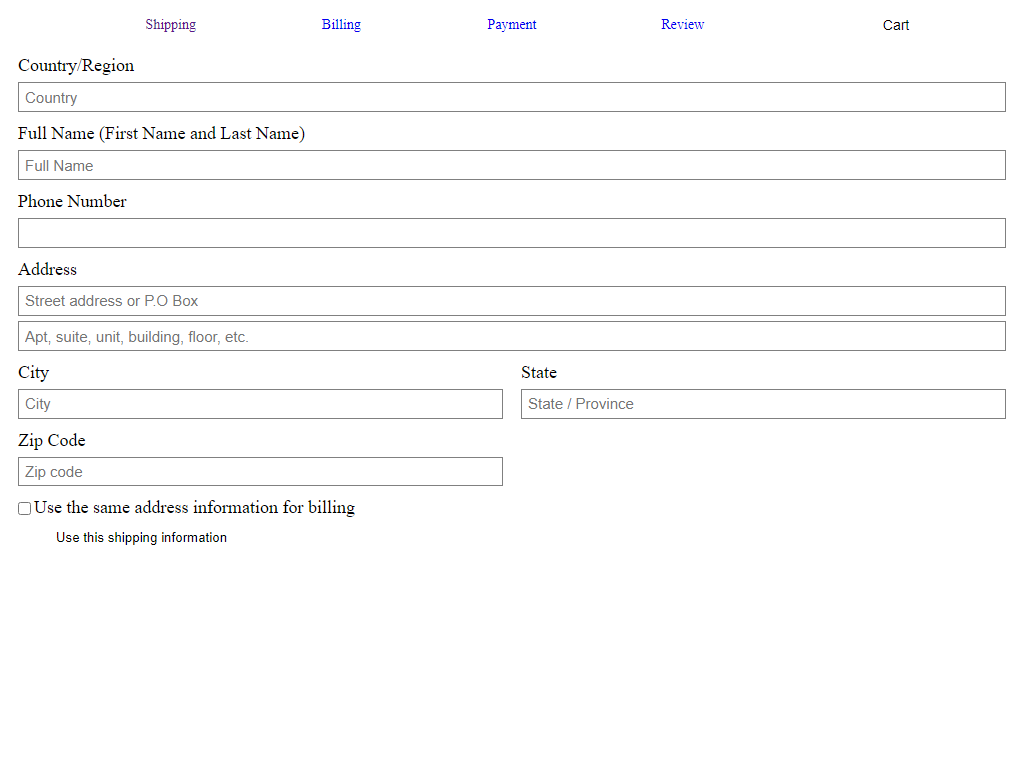 Shipping Billing Payment Review Cart
Country/Region
Country
Full Name (First Name and Last Name)
Full Name
Phone Number
Address
Street address or P.O Box
Apt, suite, unit, building, floor, etc.
City State
City State / Province
Zip Code
Zip code
Use the same address information for billing
Use this shipping information